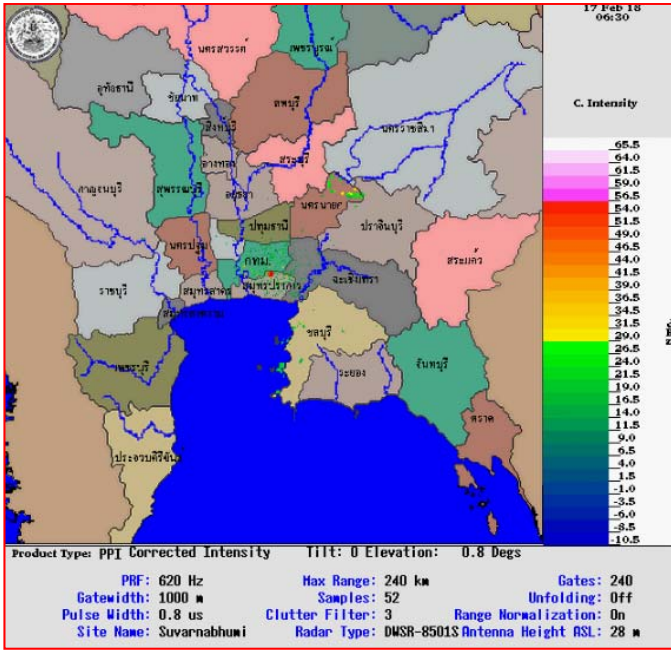 17 Feb 18
06:30
C. Intensity
นครสวรรค์
เพชรบูรณ์
อุทัยธานี
ชัยนาท
ลพบุรี
สิงห์บุรี
นครราชสีมา
อ่างทอง
สระบุรี
กาญจนบุรี
สุพรรณบุรี
อยุธยา
นครนายก
ปทุมธานี
ปราจีนบุรี
นครปฐม
กทม.
สระแก้ว
ราชบุรี
สมุทรสาคร
สมุทรปราการ
ฉะเชิงเทรา
สมุทรสงคราม
ชลบุรี
เพชรบุรี
ระยอง
จันทบุรี
ตราด
ประจวบคีรีขันธ์
65.5
64.0
61.5
59.0
56.5
54.0
51.5
49.0
46.5
44.0
41.5
39.0
36.5
34.0
31.5
29.0
26.5
24.0
21.5
19.0
16.5
14.0
11.5
9.0
6.5
4.0
1.5
-1.0
-3.5
-6.0
-8.5
-10.5
Product Type: PPI Corrected Intensity Tilt: 0 Elevation: 0.8 Degs
PRF: 620 Hz Max Range: 240 km Gates: 240
Gatewidth: 1000 m Samples: 52 Unfolding: Off
Pulse Width: 0.8 us Clutter Filter: 3 Range Normalization: On
Site Name: Suvarnabhumi Radar Type: DWSR-8501S Antenna Height ASL: 28 m